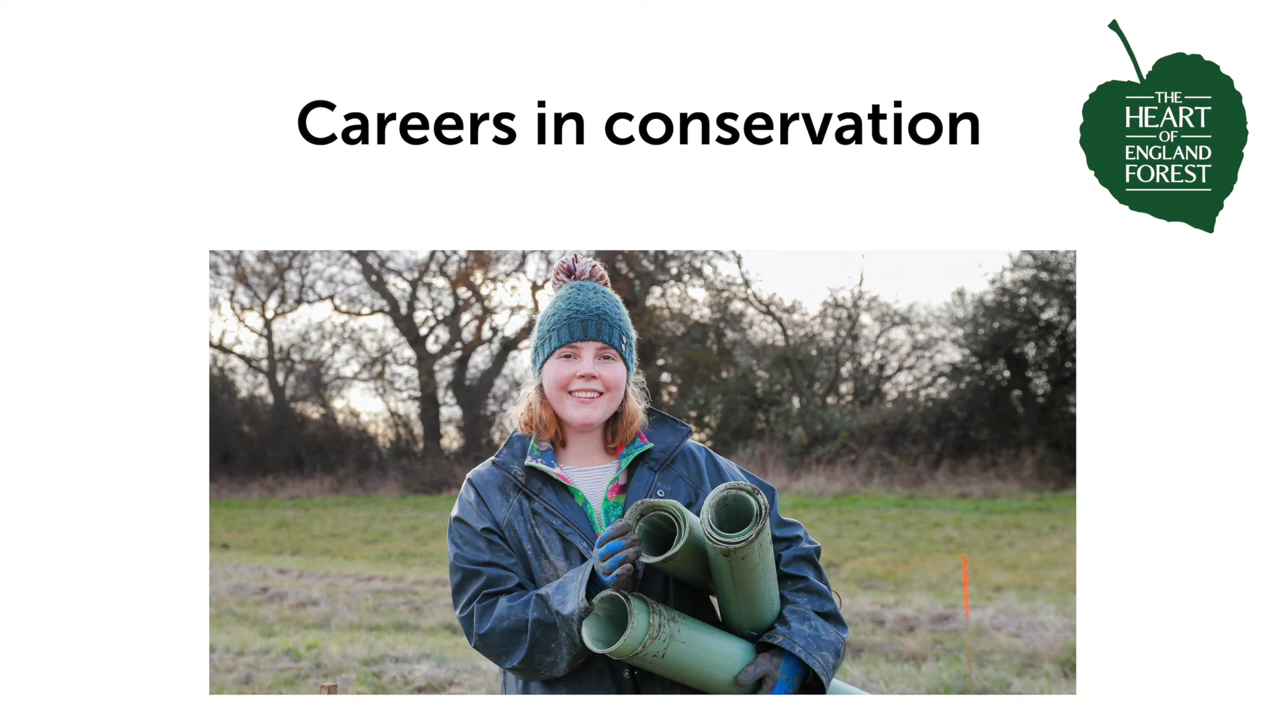 Careers in conservation
THE
HEART
OF
ENGLAND
FOREST